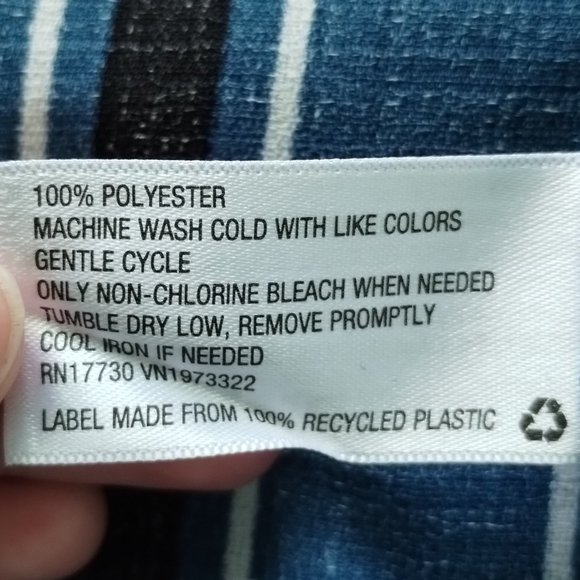 100% POLYESTER
MACHINE WASH COLD WITH LIKE COLORS
GENTLE CYCLE
ONLY NON-CHLORINE BLEACH WHEN NEEDED
TUMBLE DRY LOW, REMOVE PROMPTLY
COOL IRON IF NEEDED
RN17730 VN1973322
LABEL MADE FROM 100% RECYCLED PLASTIC